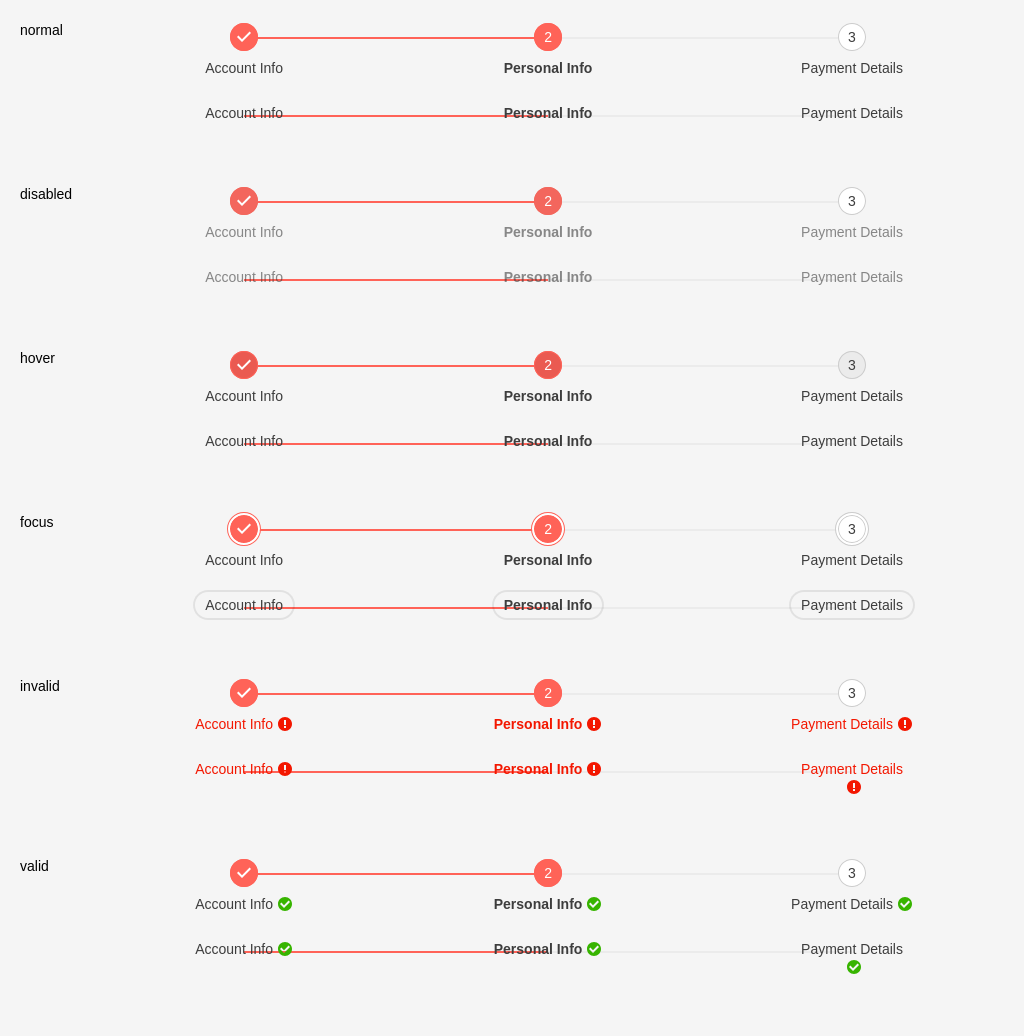 normal
2
3
Account Info
Personal Info
Payment Details
Account Info
Personal Info
Payment Details
disabled
2
3
Account Info
Personal Info
Payment Details
Account Info
Personal Info
Payment Details
hover
2
3
Account Info
Personal Info
Payment Details
Account Info
Personal Info
Payment Details
focus
2
3
Account Info
Personal Info
Payment Details
Account Info
Personal Info
Payment Details
invalid
2
3
Account Info
Personal Info
Payment Details
Account Info
Personal Info
Payment Details
valid
2
3
Account Info
Personal Info
Payment Details
Account Info
Personal Info
Payment Details